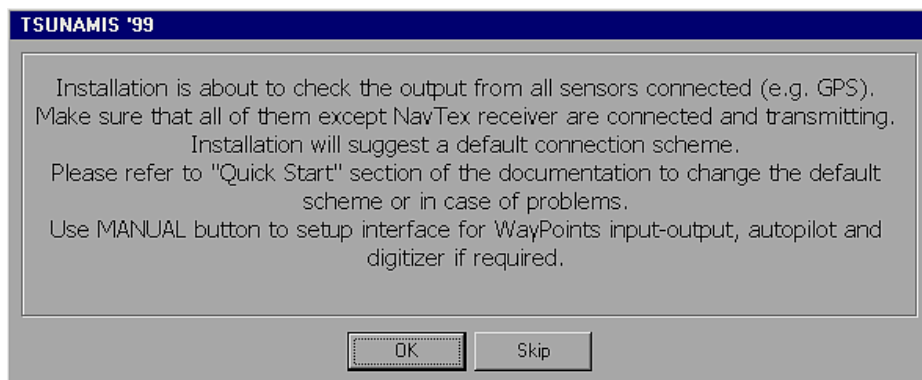 TSUNAMIS '99
Installation is about to check the output from all sensors connected (e.g. GPS).
Make sure that all of them except NavTex receiver are connected and transmitting.
Installation will suggest a default connection scheme.
Please refer to "Quick Start" section of the documentation to change the default
scheme or in case of problems.
Use MANUAL button to setup interface for WayPoints input-output, autopilot and
digitizer if required.
OK
Skip